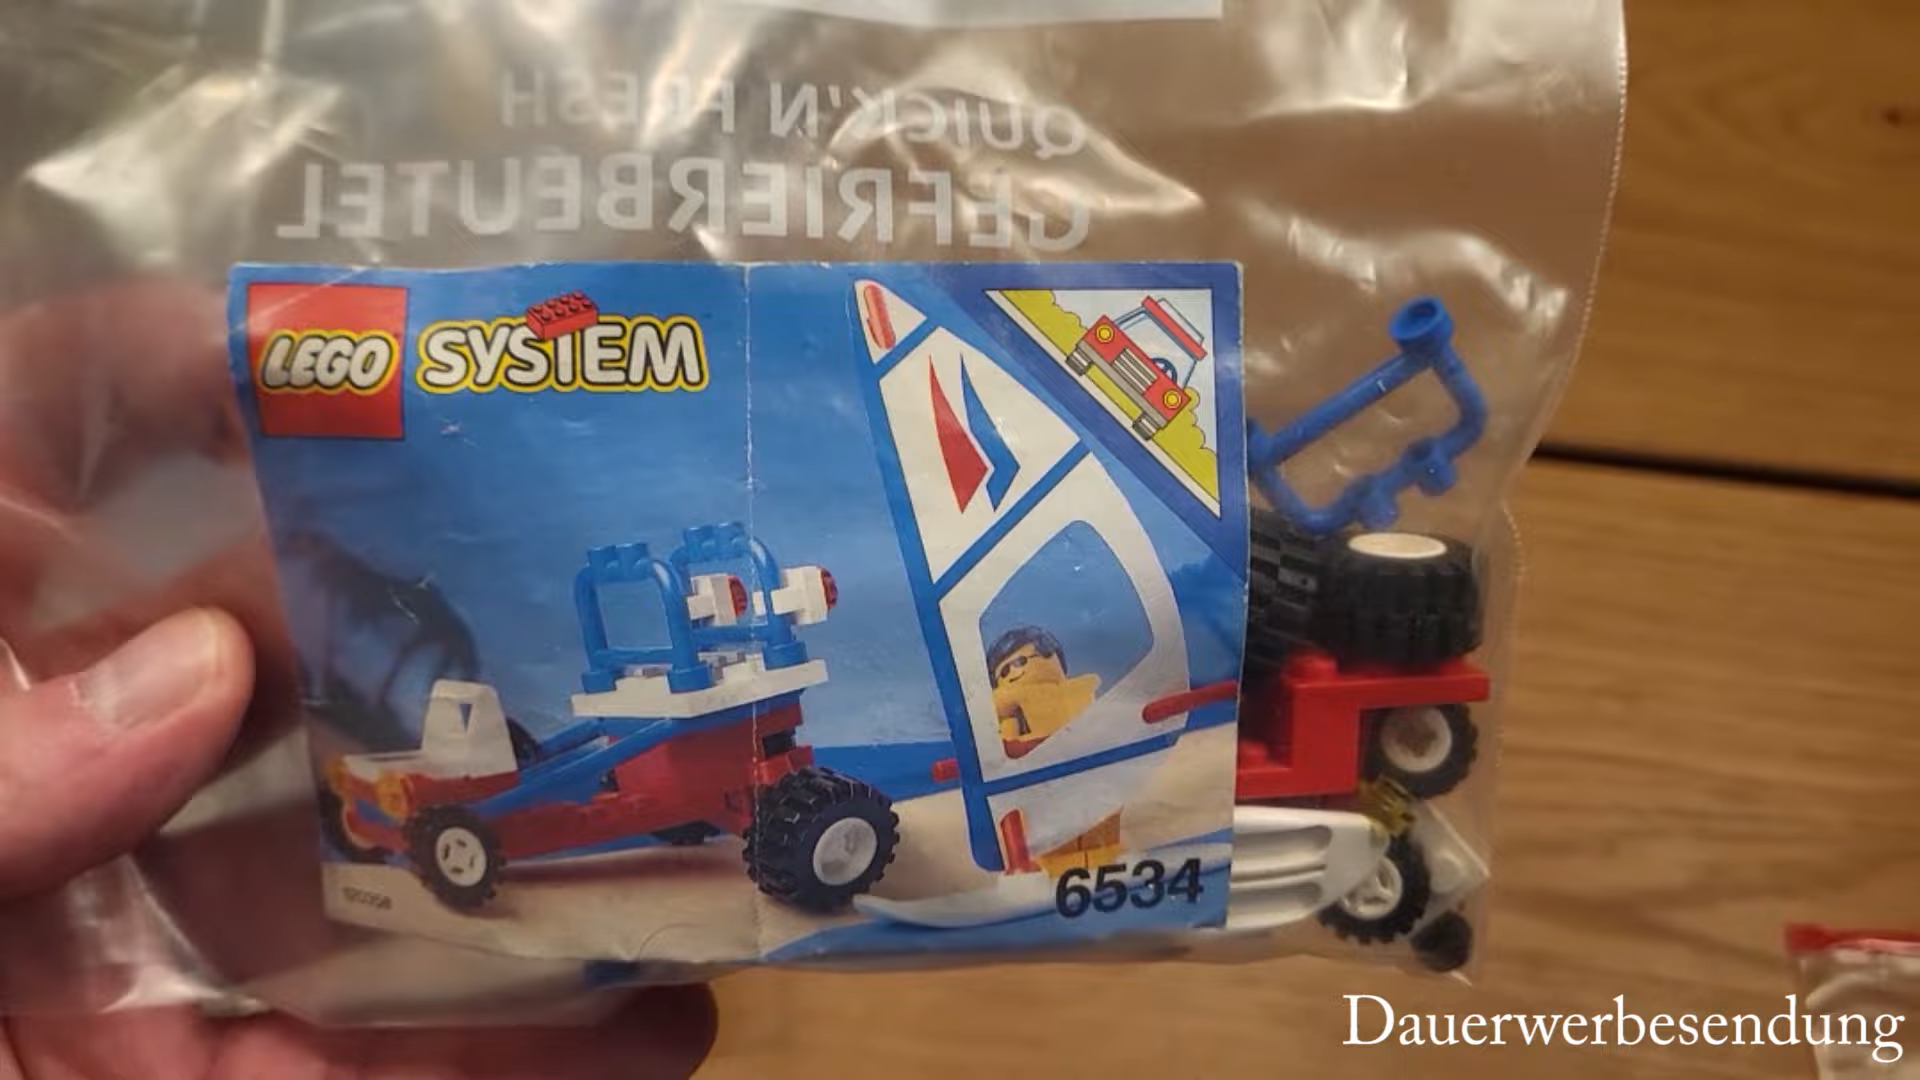 QUICK'N FRESH
GEFRIERBEUTEL
LEGO SYSTEM
6534
Dauerwerbesendung